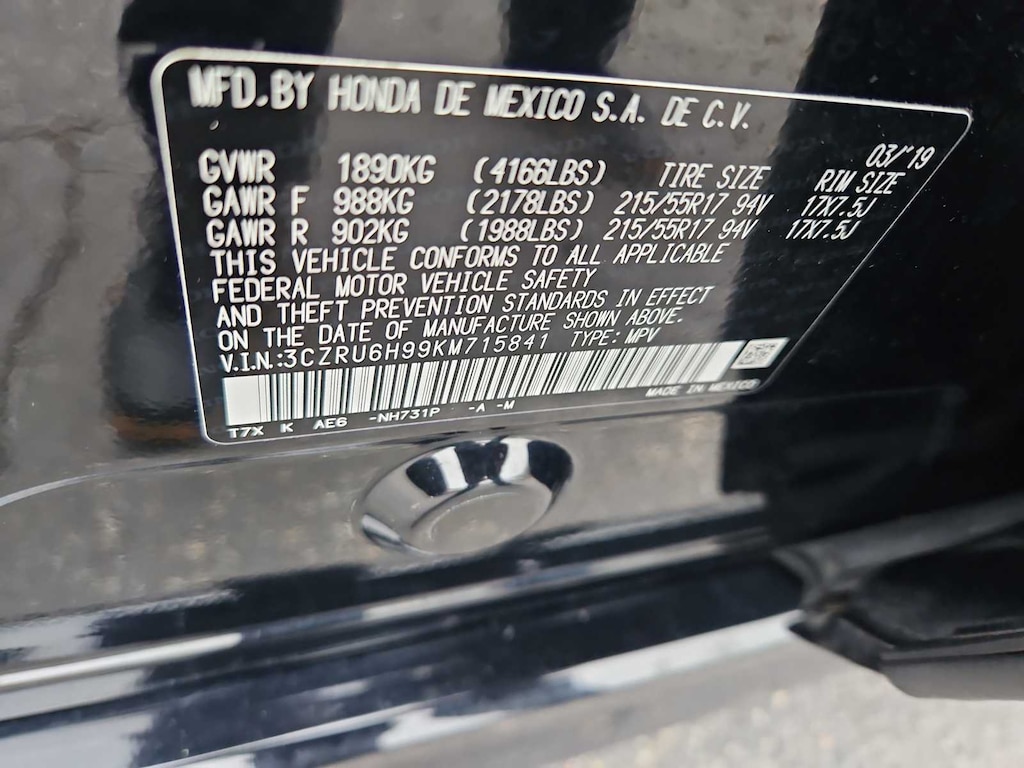 MFD.BY HONDA DE MEXICO S.A. DE C.V.
03/19
GVWR 1890KG (4166LBS) TIRE SIZE RIM SIZE
GAWR F 988KG (2178LBS) 215/55R17 94V 17X7.5J
GAWR R 902KG (1988LBS) 215/55R17 94V 17X7.5J
THIS VEHICLE CONFORMS TO ALL APPLICABLE
FEDERAL MOTOR VEHICLE SAFETY
AND THEFT PREVENTION STANDARDS IN EFFECT
ON THE DATE OF MANUFACTURE SHOWN ABOVE.
V.I.N.:3CZRU6H99KM715841 TYPE: MPV
MADE IN MEXICO
T7X K AE6 -NH731P -A -M